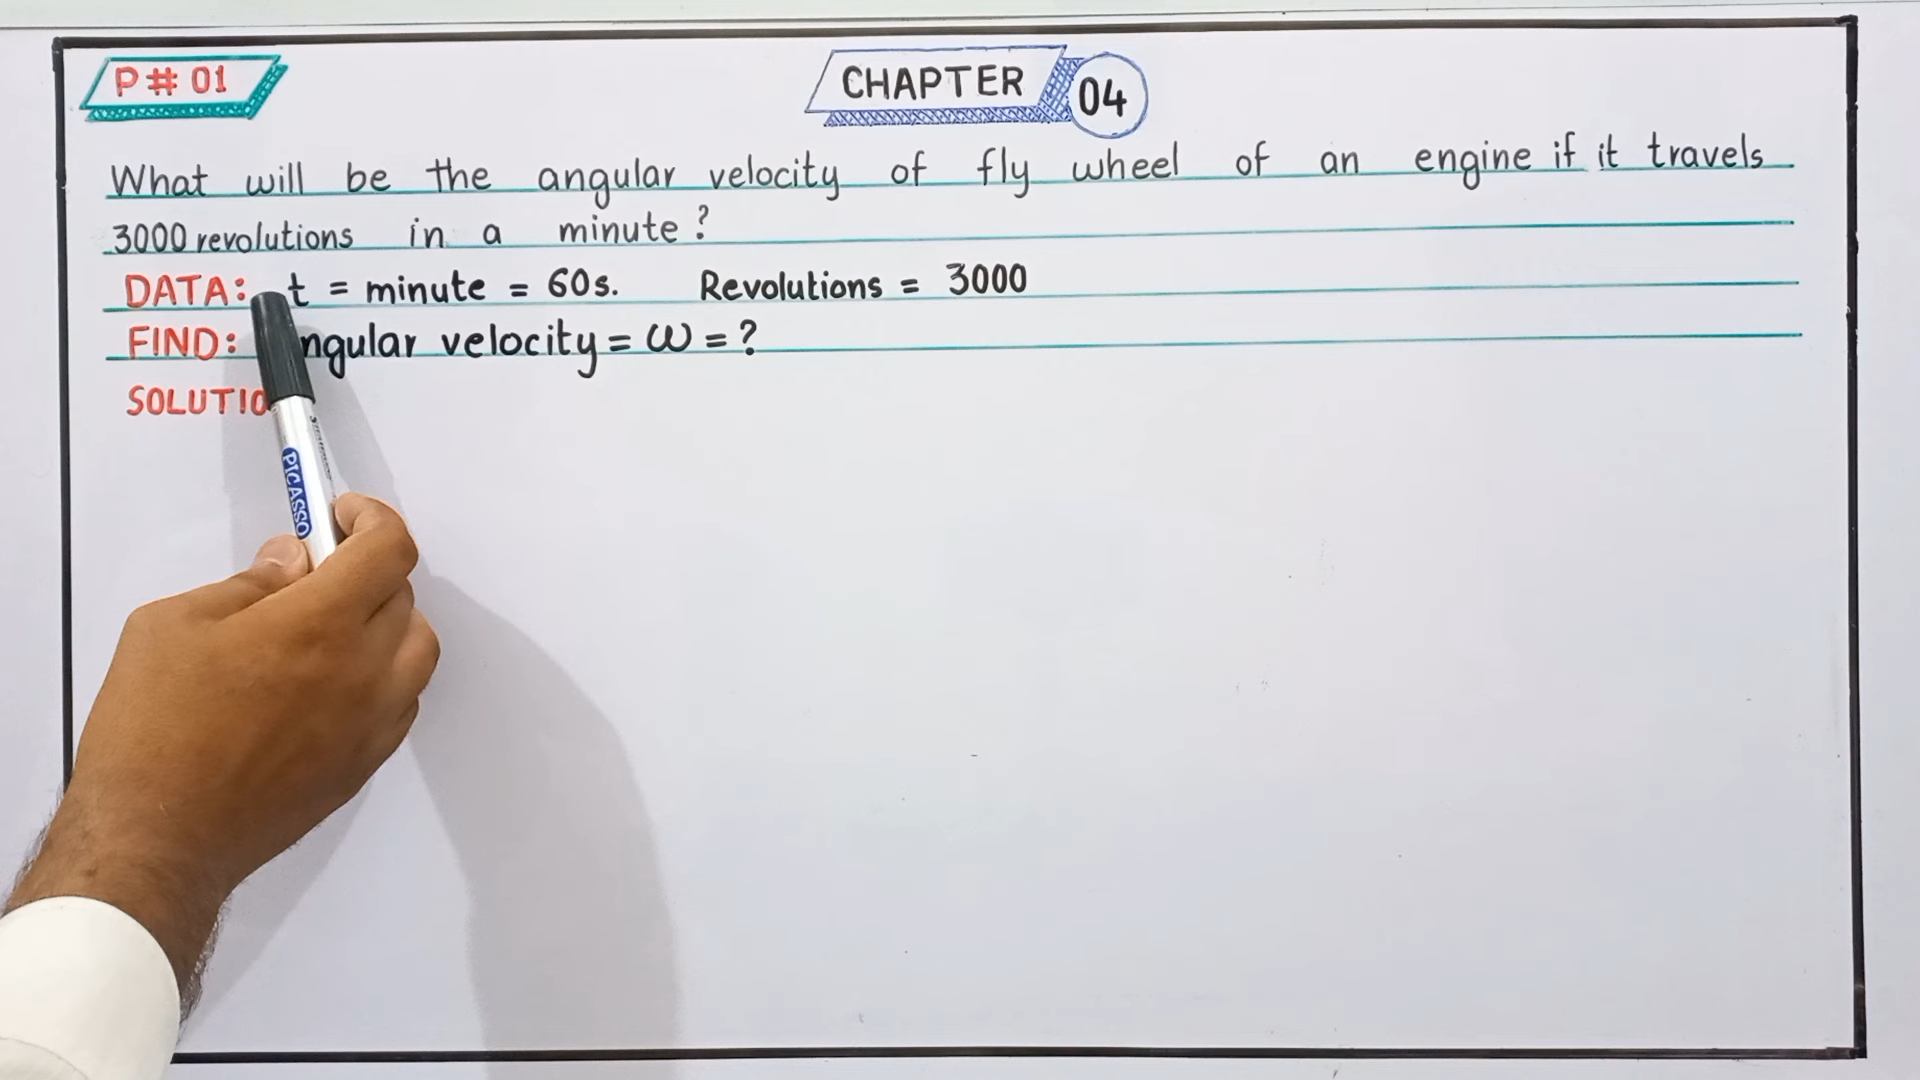 P# 01
CHAPTER 04
What will be the angular velocity of fly wheel of an engine if it travels
3000 revolutions in a minute?
DATA: t = minute = 60s. Revolutions = 3000
FIND: ngular velocity = ω = ?
SOLUTIO
PICASSO